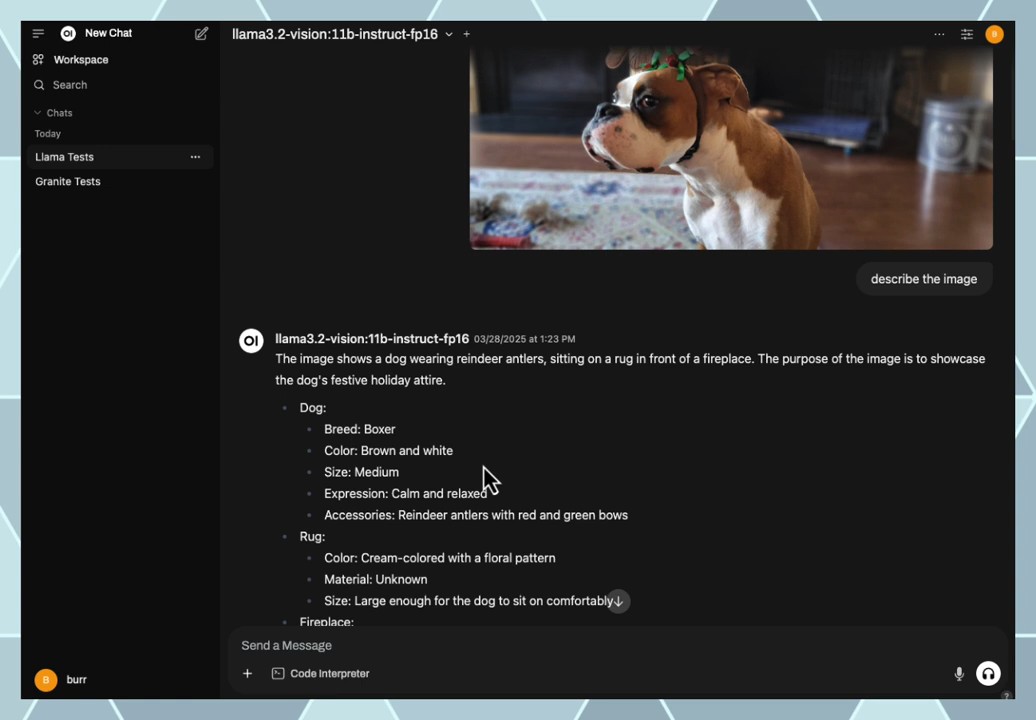 OI New Chat
Workspace
Search
Chats
Today
Llama Tests
Granite Tests
B burr
llama3.2-vision:11b-instruct-fp16
B
describe the image
OI llama3.2-vision:11b-instruct-fp16 03/28/2025 at 1:23 PM
The image shows a dog wearing reindeer antlers, sitting on a rug in front of a fireplace. The purpose of the image is to showcase
the dog's festive holiday attire.
Dog:
Breed: Boxer
Color: Brown and white
Size: Medium
Expression: Calm and relaxed
Accessories: Reindeer antlers with red and green bows
Rug:
Color: Cream-colored with a floral pattern
Material: Unknown
Size: Large enough for the dog to sit on comfortably
Fireplace:
Send a Message
Code Interpreter
?